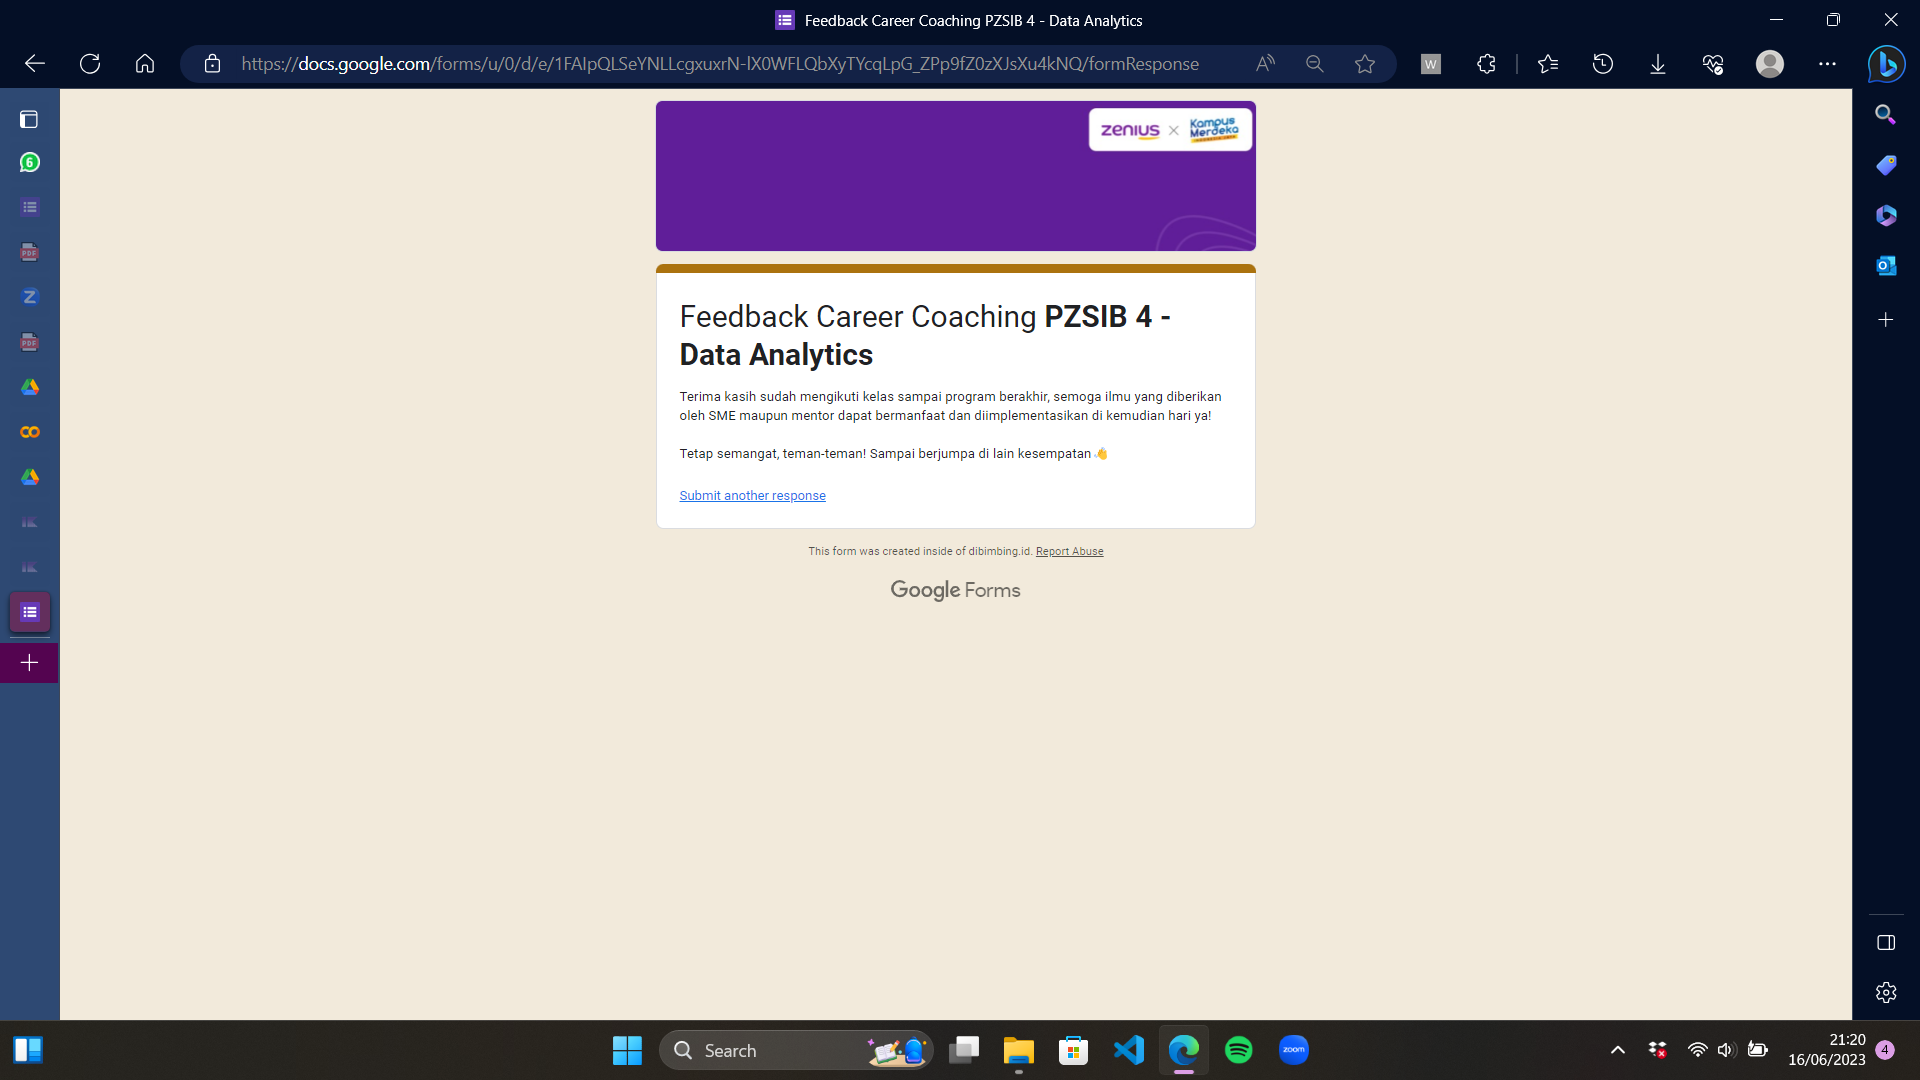 Feedback Career Coaching PZSIB 4 - Data Analytics
https://docs.google.com/forms/u/0/d/e/1FAIpQLSeYNLLcgxuxrN-lX0WFLQbXyTYcqLpG_ZPp9fZ0zXJsXu4kNQ/formResponse
W
6
zenius × Kampus Merdeka
Feedback Career Coaching PZSIB 4 -
Data Analytics
Terima kasih sudah mengikuti kelas sampai program berakhir, semoga ilmu yang diberikan
oleh SME maupun mentor dapat bermanfaat dan diimplementasikan di kemudian hari ya!
Tetap semangat, teman-teman! Sampai berjumpa di lain kesempatan 👋
Submit another response
This form was created inside of dibimbing.id. Report Abuse
Google Forms
PDF
Z
PDF
Search
zoom
21:20
16/06/2023
4